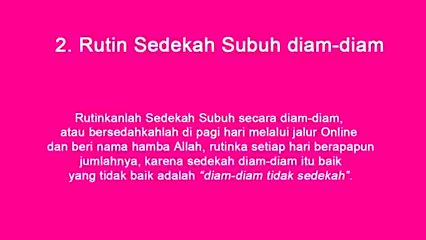 2. Rutin Sedekah Subuh diam-diam
Rutinkanlah Sedekah Subuh secara diam-diam,
atau bersedahkahlah di pagi hari melalui jalur Online
dan beri nama hamba Allah, rutinka setiap hari berapapun
jumlahnya, karena sedekah diam-diam itu baik
yang tidak baik adalah "diam-diam tidak sedekah".